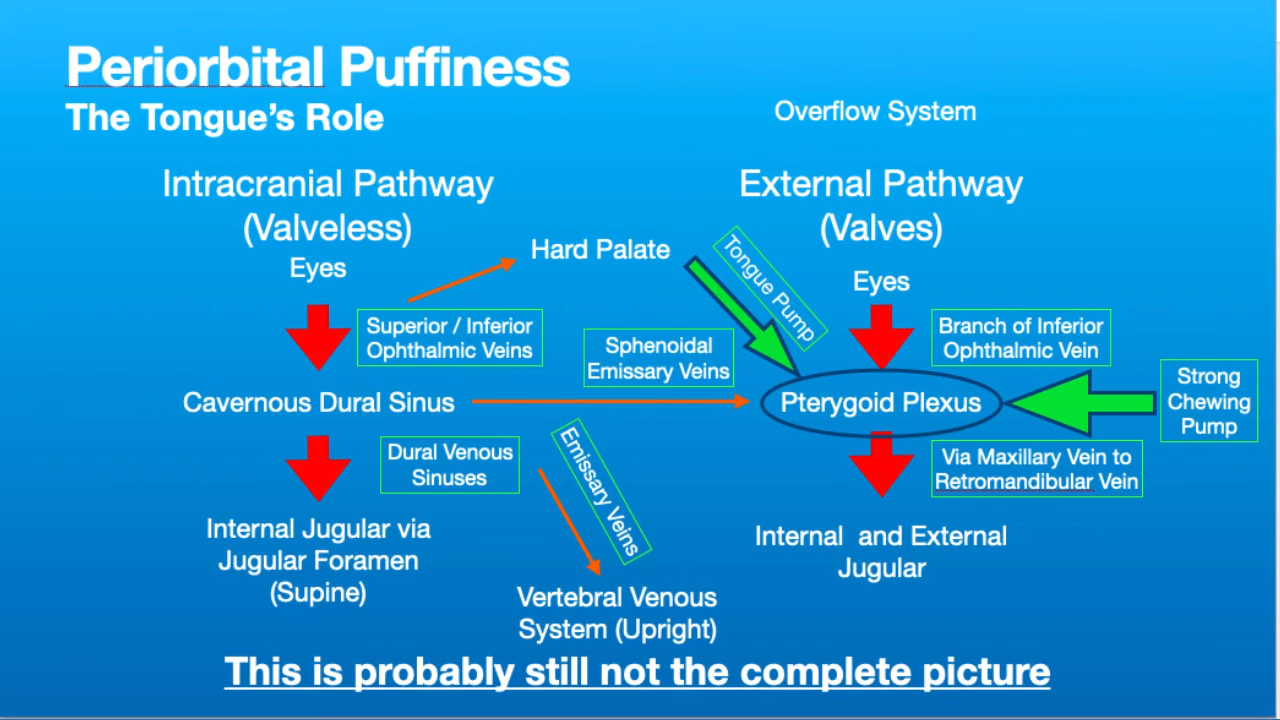 Periorbital Puffiness
The Tongue's Role
Overflow System
Intracranial Pathway
(Valveless)
Eyes
Superior / Inferior
Ophthalmic Veins
Cavernous Dural Sinus
Dural Venous
Sinuses
Internal Jugular via
Jugular Foramen
(Supine)
Hard Palate
Tongue Pump
Sphenoidal
Emissary Veins
Emissary Veins
Vertebral Venous
System (Upright)
External Pathway
(Valves)
Eyes
Branch of Inferior
Ophthalmic Vein
Pterygoid Plexus
Strong
Chewing
Pump
Via Maxillary Vein to
Retromandibular Vein
Internal  and External
Jugular
This is probably still not the complete picture